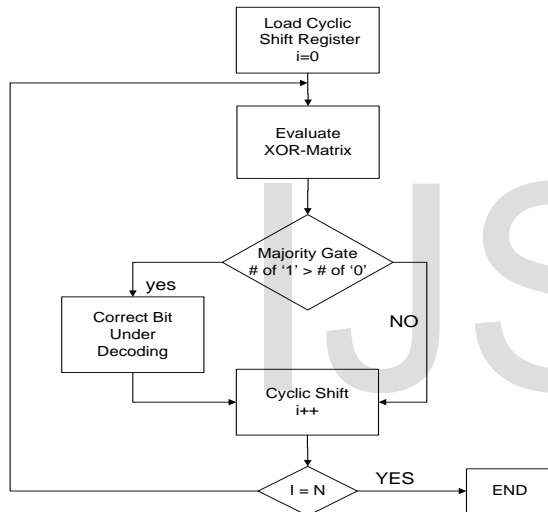 Load Cyclic
Shift Register
i=0
Evaluate
XOR-Matrix
Majority Gate
# of ‘1’ > # of ‘0’
yes
NO
Correct Bit
Under
Decoding
Cyclic Shift
i++
I = N
YES
END
IJS